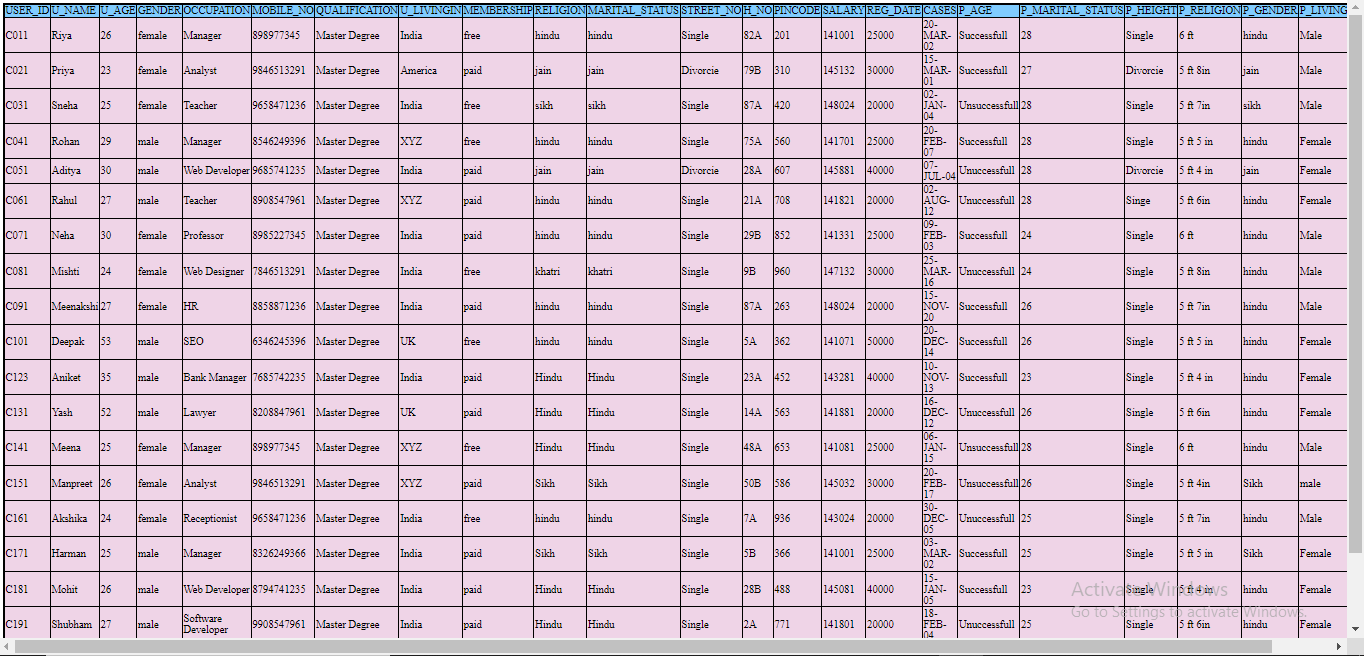 USER_ID U_NAME U_AGE GENDER OCCUPATION MOBILE_NO QUALIFICATION U_LIVINGIN MEMBERSHIP RELIGION MARITAL_STATUS STREET_NO H_NO PINCODE SALARY REG_DATE CASES P_AGE P_MARITAL_STATUS P_HEIGHT P_RELIGION P_GENDER P_LIVING
C011 Riya 26 female Manager 898977345 Master Degree India free hindu hindu Single 82A 201 141001 25000 20-MAR-02 Successfull 28 Single 6 ft hindu Male
C021 Priya 23 female Analyst 9846513291 Master Degree America paid jain jain Divorcie 79B 310 145132 30000 15-MAR-01 Successfull 27 Divorcie 5 ft 8in jain Male
C031 Sneha 25 female Teacher 9658471236 Master Degree India free sikh sikh Single 87A 420 148024 20000 02-JAN-04 Unsuccessfull 28 Single 5 ft 7in sikh Male
C041 Rohan 29 male Manager 8546249396 Master Degree XYZ free hindu hindu Single 75A 560 141701 25000 20-FEB-07 Successfull 28 Single 5 ft 5 in hindu Female
C051 Aditya 30 male Web Developer 9685741235 Master Degree India paid jain jain Divorcie 28A 607 145881 40000 07-JUL-04 Unuccessfull 28 Divorcie 5 ft 4 in jain Female
C061 Rahul 27 male Teacher 8908547961 Master Degree XYZ paid hindu hindu Single 21A 708 141821 20000 02-AUG-12 Unuccessfull 28 Singe 5 ft 6in hindu Female
C071 Neha 30 female Professor 8985227345 Master Degree India paid hindu hindu Single 29B 852 141331 25000 09-FEB-03 Successfull 24 Single 6 ft hindu Male
C081 Mishti 24 female Web Designer 7846513291 Master Degree India free khatri khatri Single 9B 960 147132 30000 25-MAR-16 Unuccessfull 24 Single 5 ft 8in hindu Male
C091 Meenakshi 27 female HR 8858871236 Master Degree India paid hindu hindu Single 87A 263 148024 20000 15-NOV-20 Successfull 26 Single 5 ft 7in hindu Male
C101 Deepak 53 male SEO 6346245396 Master Degree UK free hindu hindu Single 5A 362 141071 50000 20-DEC-14 Successfull 26 Single 5 ft 5 in hindu Female
C123 Aniket 35 male Bank Manager 7685742235 Master Degree India paid Hindu Hindu Single 23A 452 143281 40000 10-NOV-13 Successfull 23 Single 5 ft 4 in hindu Female
C131 Yash 52 male Lawyer 8208847961 Master Degree UK paid Hindu Hindu Single 14A 563 141881 20000 16-DEC-12 Unuccessfull 26 Single 5 ft 6in hindu Female
C141 Meena 25 female Manager 898977345 Master Degree XYZ free Hindu Hindu Single 48A 653 141081 25000 06-JAN-15 Unsuccessfull 28 Single 6 ft hindu Male
C151 Manpreet 26 female Analyst 9846513291 Master Degree XYZ paid Sikh Sikh Single 50B 586 145032 30000 20-FEB-17 Unsuccessfull 26 Single 5 ft 4in Sikh male
C161 Akshika 24 female Receptionist 9658471236 Master Degree India free hindu hindu Single 7A 936 143024 20000 30-DEC-05 Unuccessfull 25 Single 5 ft 7in hindu Male
C171 Harman 25 male Manager 8326249366 Master Degree India paid Sikh Sikh Single 5B 366 141001 25000 03-MAR-02 Successfull 25 Single 5 ft 5 in Sikh Female
C181 Mohit 26 male Web Developer 8794741235 Master Degree India paid Hindu Hindu Single 28B 488 145081 40000 15-JAN-05 Successfull 23 Single 5 ft 4 in hindu Female
C191 Shubham 27 male Software Developer 9908547961 Master Degree India paid Hindu Hindu Single 2A 771 141801 20000 18-FEB-04 Unuccessfull 25 Single 5 ft 6in hindu Female
Activate Windows
Go to Settings to activate Windows.